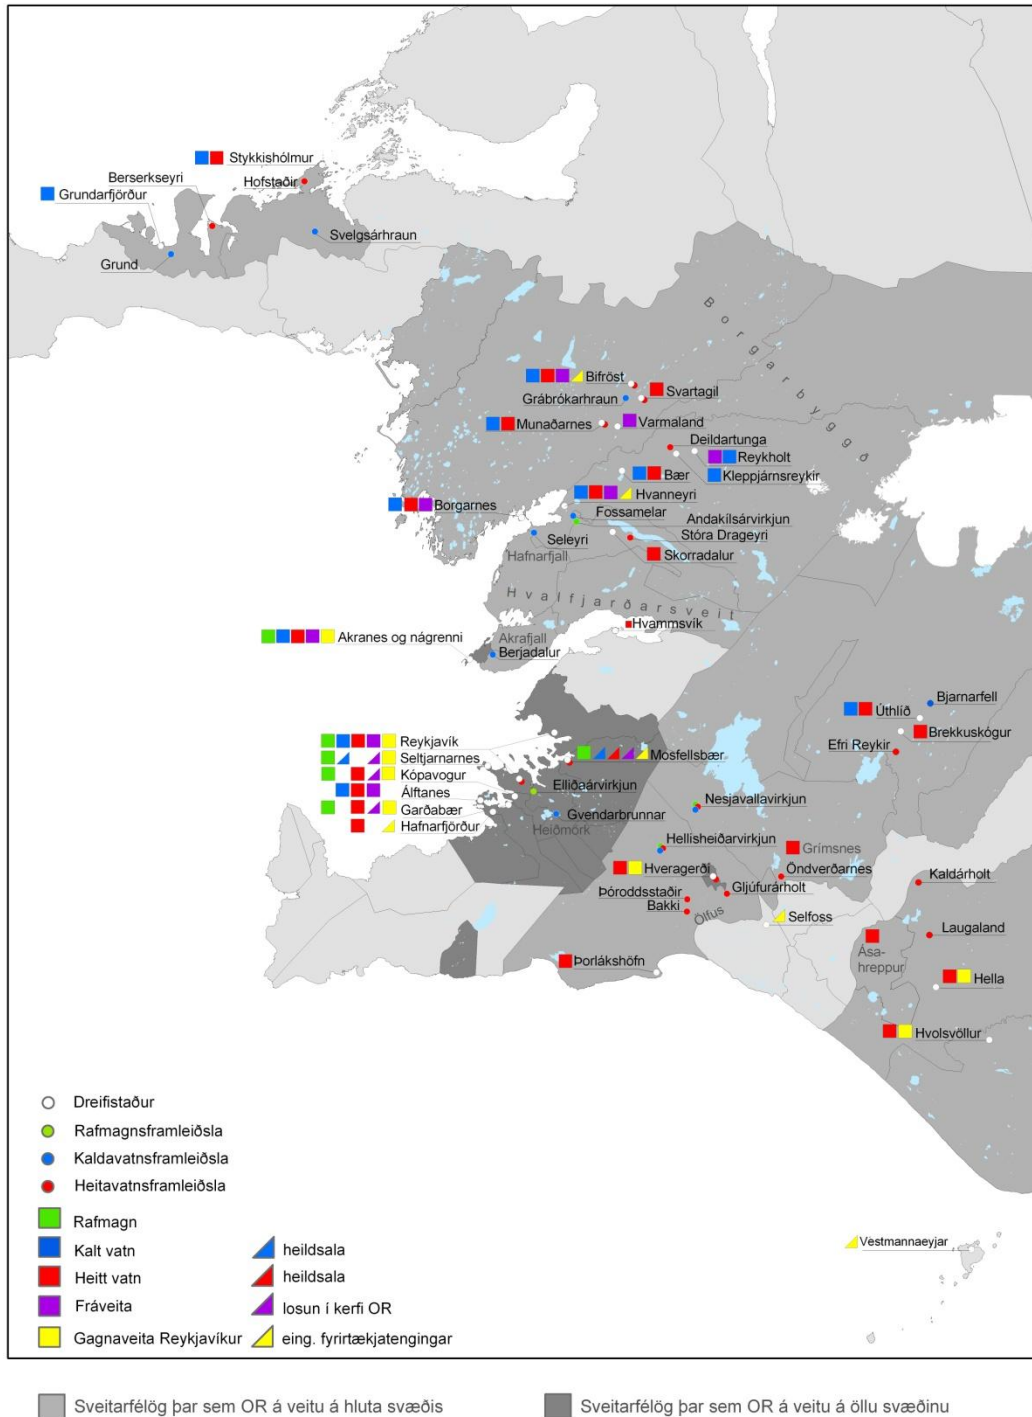 Stykkishólmur
Berserkseyri
Hofstaðir
Grundarfjörður
Svelgsárhraun
Grund
Borgarbyggð
Bifröst
Svartagil
Grábrókarhraun
Munaðarnes
Varmaland
Deildartunga
Reykholt
Kleppjárnsreykir
Bær
Hvanneyri
Borgarnes
Fossamelar
Andakílsárvirkjun
Seleyri
Stóra Drageyri
Hafnarfjall
Skorradalur
Hvalfjarðarsveit
Hvammsvík
Akranes og nágrenni
Akrafjall
Berjadalur
Bjarnarfell
Úthlíð
Brekkuskógur
Efri Reykir
Reykjavík
Seltjarnarnes
Mosfellsbær
Kópavogur
Elliðaárvirkjun
Álftanes
Nesjavallavirkjun
Garðabær
Gvendarbrunnar
Hafnarfjörður
Heiðmörk
Hellisheiðarvirkjun
Grímsnes
Hveragerði
Öndverðarnes
Kaldárholt
Þóroddsstaðir
Gljúfurárholt
Bakki
Ölfus
Selfoss
Laugaland
Ása-
hreppur
Þorlákshöfn
Hella
Hvolsvöllur
Dreifistaður
Rafmagnsframleiðsla
Kaldavatnsframleiðsla
Heitavatnsframleiðsla
Rafmagn
Kalt vatn
heildsala
Heitt vatn
heildsala
Fráveita
losun í kerfi OR
Gagnaveita Reykjavíkur
eing. fyrirtækjatengingar
Vestmannaeyjar
Sveitarfélög þar sem OR á veitu á hluta svæðis
Sveitarfélög þar sem OR á veitu á öllu svæðinu